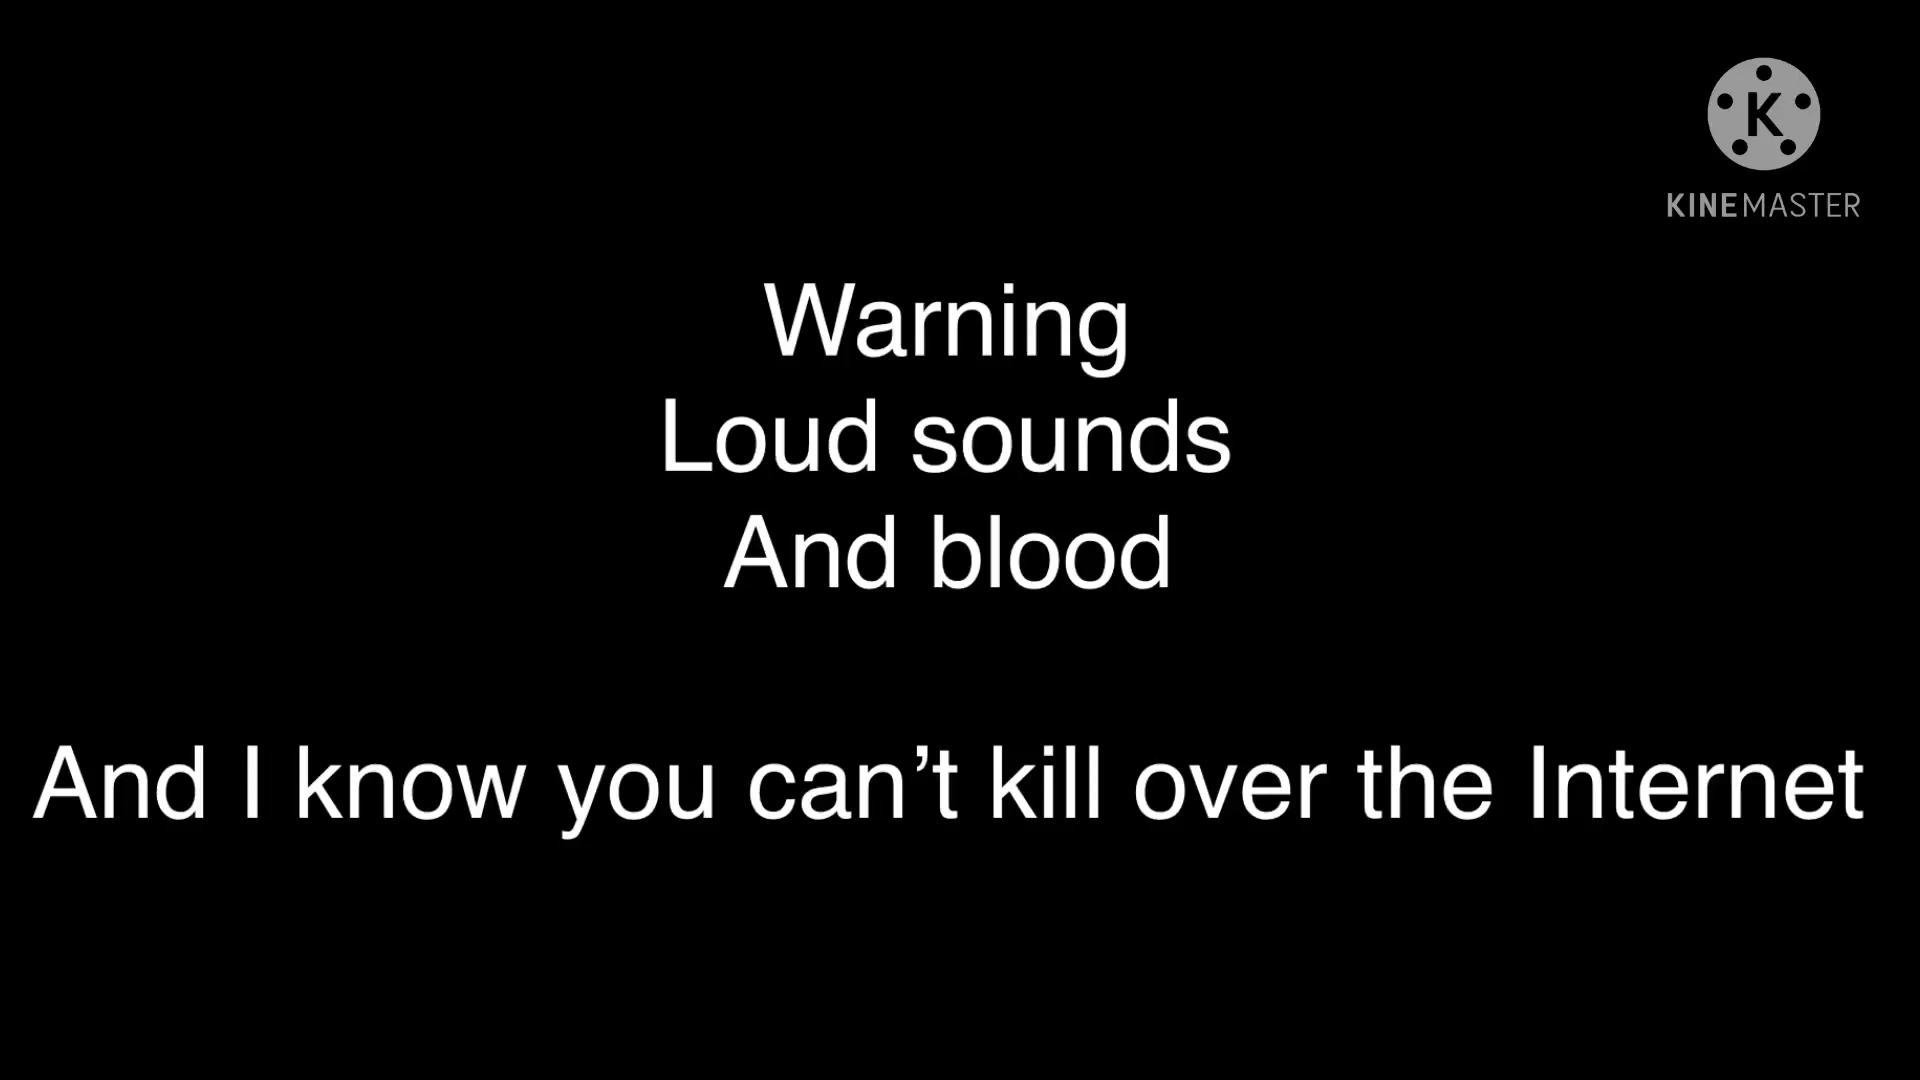 K
KINEMASTER
Warning
Loud sounds
And blood
And I know you can’t kill over the Internet